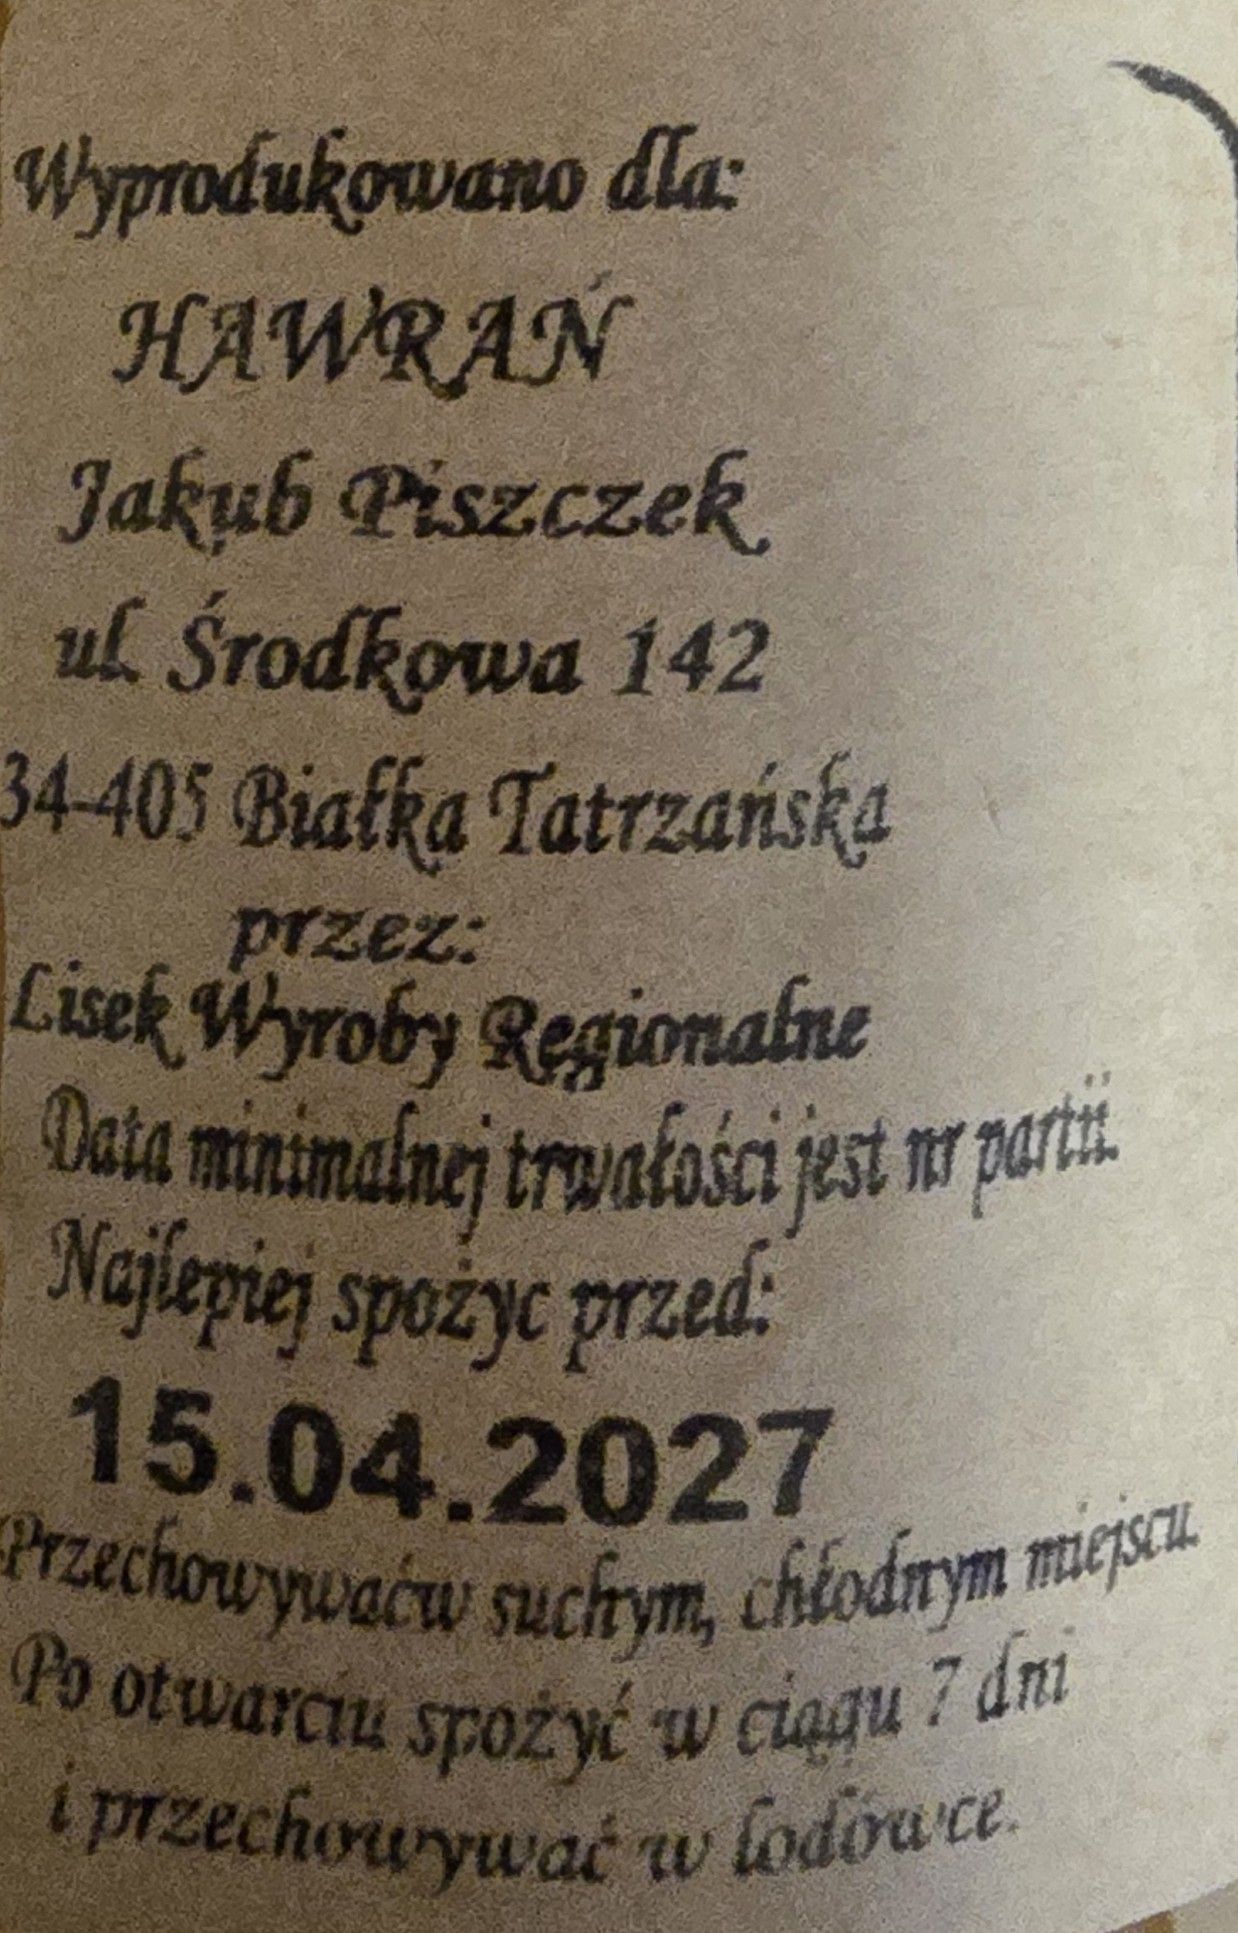 Wyprodukowano dla:
HAWRAŃ
Jakub Piszczek
ul. Środkowa 142
34-405 Białka Tatrzańska
przez:
Lisek Wyroby Regionalne
Data minimalnej trwałości jest nr partii.
Najlepiej spożyc przed:
15.04.2027
Przechowywaćw suchym, chłodnym miejscu.
Po otwarciu spożyć w ciągu 7 dni
i przechowywać w lodówce.